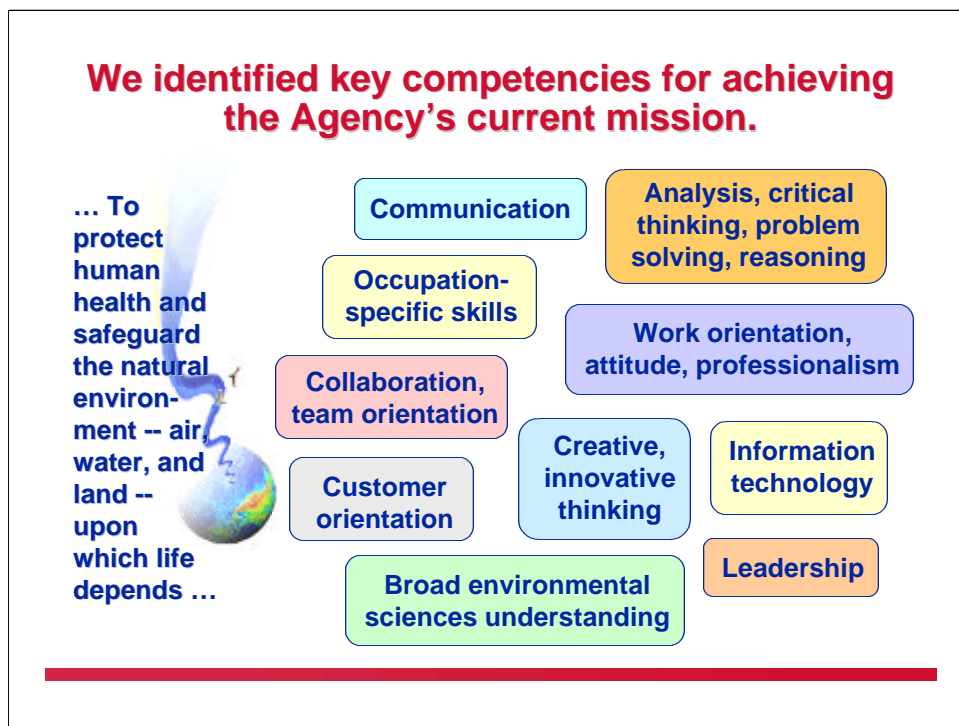 We identified key competencies for achieving
the Agency’s current mission.
… To
protect
human
health and
safeguard
the natural
environ-
ment -- air,
water, and
land --
upon
which life
depends …
Communication
Analysis, critical
thinking, problem
solving, reasoning
Occupation-
specific skills
Work orientation,
attitude, professionalism
Collaboration,
team orientation
Creative,
innovative
thinking
Information
technology
Customer
orientation
Leadership
Broad environmental
sciences understanding